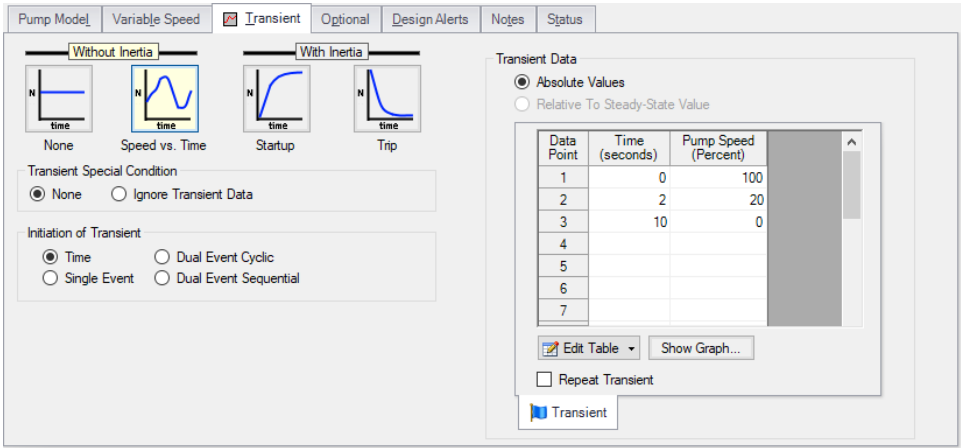 Pump Model Variable Speed Transient Optional Design Alerts Notes Status
Without Inertia With Inertia
N time N time N time N time
None Speed vs. Time Startup Trip
Transient Special Condition
None Ignore Transient Data
Initiation of Transient
Time Dual Event Cyclic
Single Event Dual Event Sequential
Transient Data
Absolute Values
Relative To Steady-State Value
Data Point Time (seconds) Pump Speed (Percent)
1 0 100
2 2 20
3 10 0
4
5
6
7
Edit Table Show Graph...
Repeat Transient
Transient